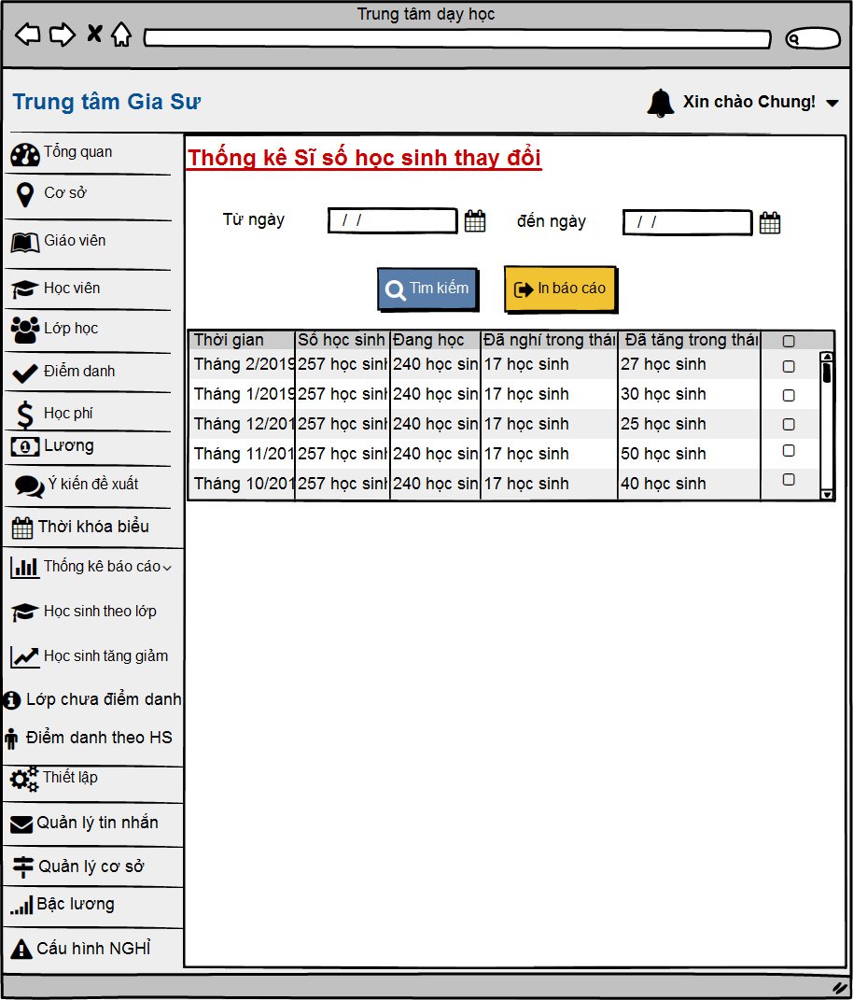 Trung tâm dạy học
Trung tâm Gia Sư
Xin chào Chung!
Tổng quan
Cơ sở
Giáo viên
Học viên
Lớp học
Điểm danh
Học phí
Lương
Ý kiến đề xuất
Thời khóa biểu
Thống kê báo cáo
Học sinh theo lớp
Học sinh tăng giảm
Lớp chưa điểm danh
Điểm danh theo HS
Thiết lập
Quản lý tin nhắn
Quản lý cơ sở
Bậc lương
Cấu hình NGHỈ
Thống kê Sĩ số học sinh thay đổi
Từ ngày / / đến ngày / /
Tìm kiếm In báo cáo
Thời gian Số học sinh Đang học Đã nghỉ trong thán Đã tăng trong thán
Tháng 2/2019 257 học sinh 240 học sin 17 học sinh 27 học sinh
Tháng 1/2019 257 học sinh 240 học sin 17 học sinh 30 học sinh
Tháng 12/201 257 học sinh 240 học sin 17 học sinh 25 học sinh
Tháng 11/201 257 học sinh 240 học sin 17 học sinh 50 học sinh
Tháng 10/201 257 học sinh 240 học sin 17 học sinh 40 học sinh